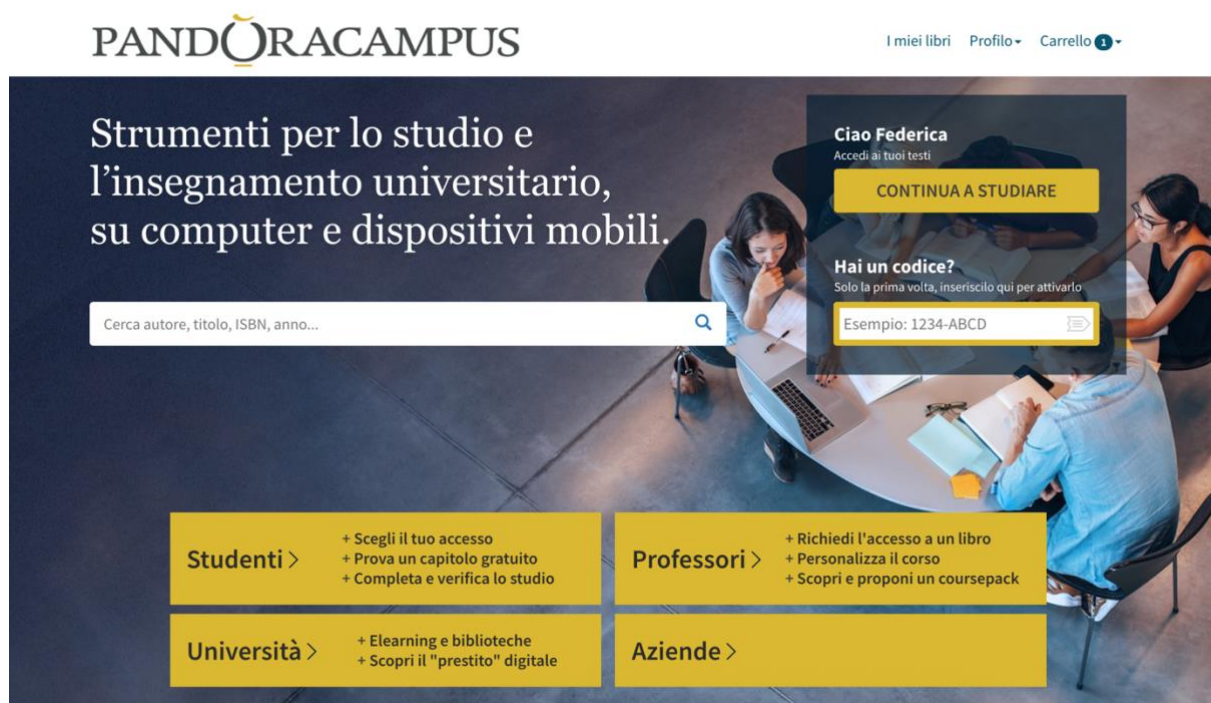 PANDORACAMPUS
I miei libri Profilo Carrello 1
Strumenti per lo studio e
l'insegnamento universitario,
su computer e dispositivi mobili.
Cerca autore, titolo, ISBN, anno...
Ciao Federica
Accedi ai tuoi testi
CONTINUA A STUDIARE
Hai un codice?
Solo la prima volta, inseriscilo qui per attivarlo
Esempio: 1234-ABCD
Studenti >
+ Scegli il tuo accesso
+ Prova un capitolo gratuito
+ Completa e verifica lo studio
Professori >
+ Richiedi l'accesso a un libro
+ Personalizza il corso
+ Scopri e proponi un coursepack
Università >
+ Elearning e biblioteche
+ Scopri il "prestito" digitale
Aziende >